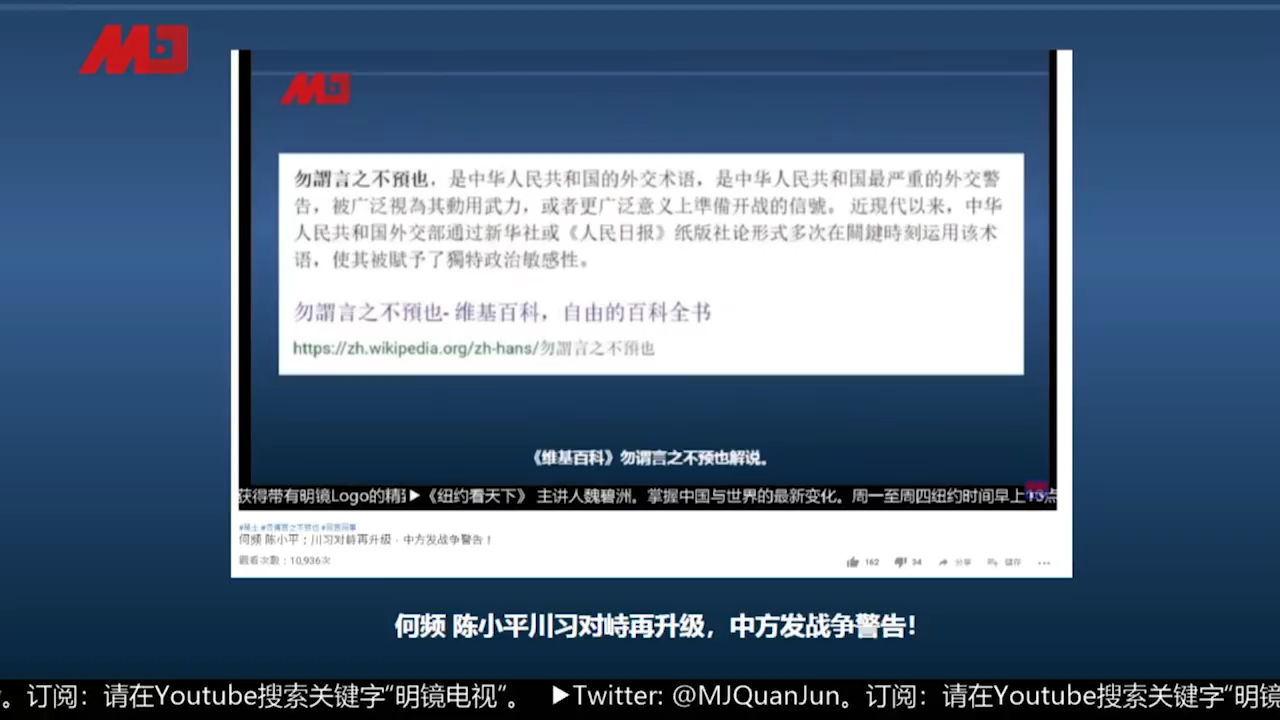 勿謂言之不預也，是中华人民共和国的外交术语，是中华人民共和国最严重的外交警
告，被广泛視為其動用武力，或者更广泛意义上準備开战的信號。 近現代以来，中华
人民共和国外交部通过新华社或《人民日报》纸版社论形式多次在關鍵時刻运用该术
语，使其被賦予了獨特政治敏感性。
勿謂言之不預也- 维基百科，自由的百科全书
https://zh.wikipedia.org/zh-hans/勿謂言之不預也
《维基百科》勿谓言之不预也解说。
获得带有明镜Logo的精▶《纽约看天下》 主讲人魏碧洲。掌握中国与世界的最新变化。周一至周四纽约时间早上
何频 陈小平：川习对峙再升级，中方发战争警告！
觀看次數：10,936次
162 34 分享 儲存
何频 陈小平川习对峙再升级，中方发战争警告！
。订阅：请在Youtube搜索关键字“明镜电视”。 ▶Twitter: @MJQuanJun。订阅：请在Youtube搜索关键字“明镜